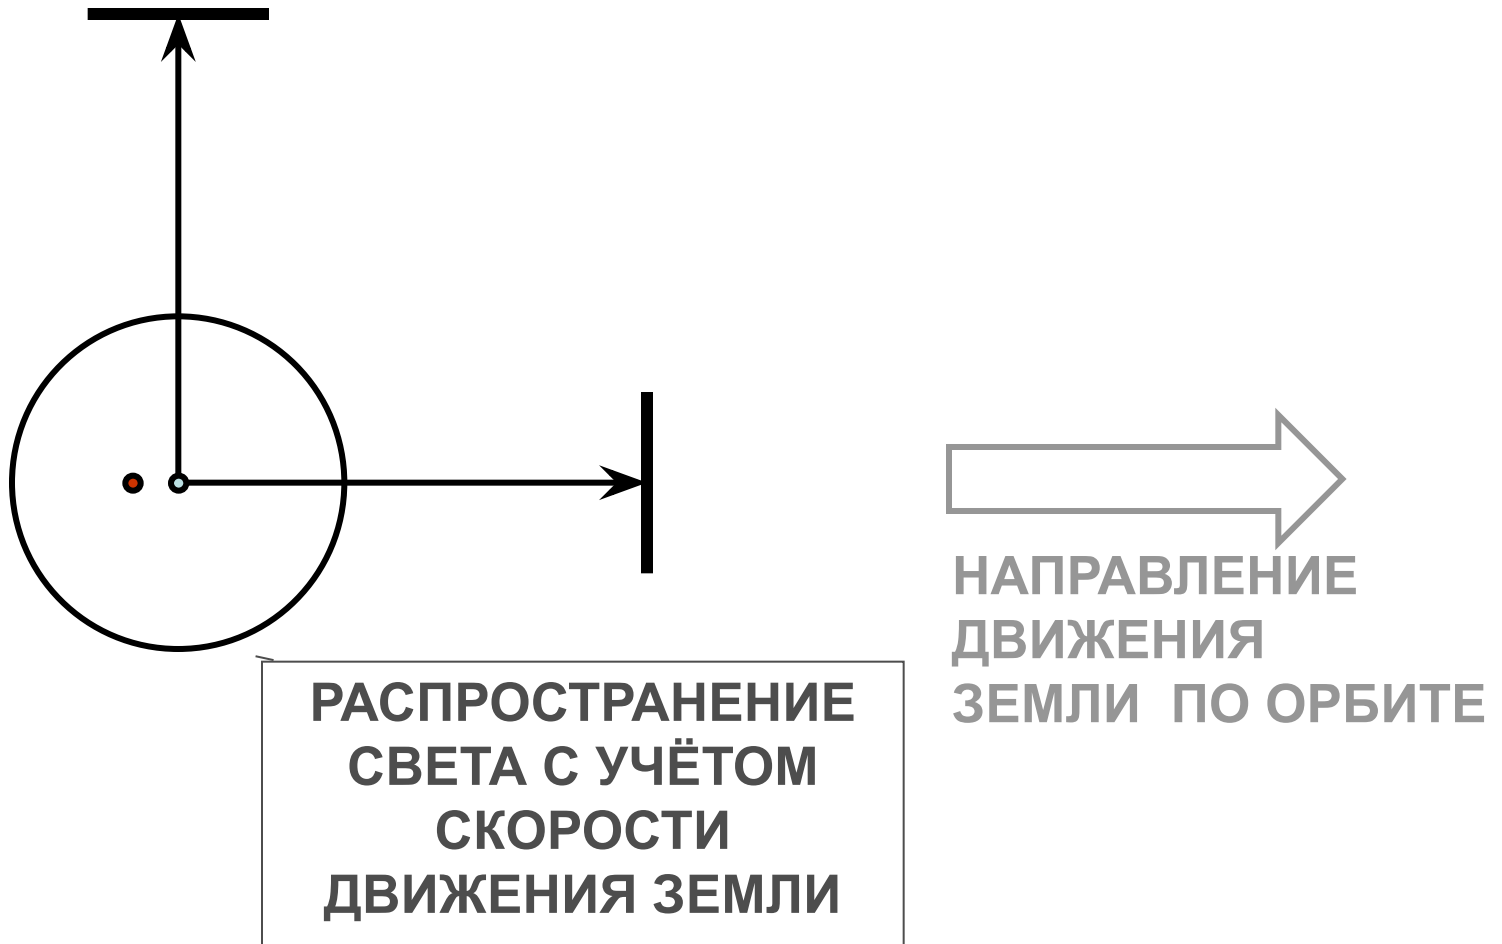 НАПРАВЛЕНИЕ
ДВИЖЕНИЯ
ЗЕМЛИ ПО ОРБИТЕ
РАСПРОСТРАНЕНИЕ
СВЕТА С УЧЁТОМ
СКОРОСТИ
ДВИЖЕНИЯ ЗЕМЛИ